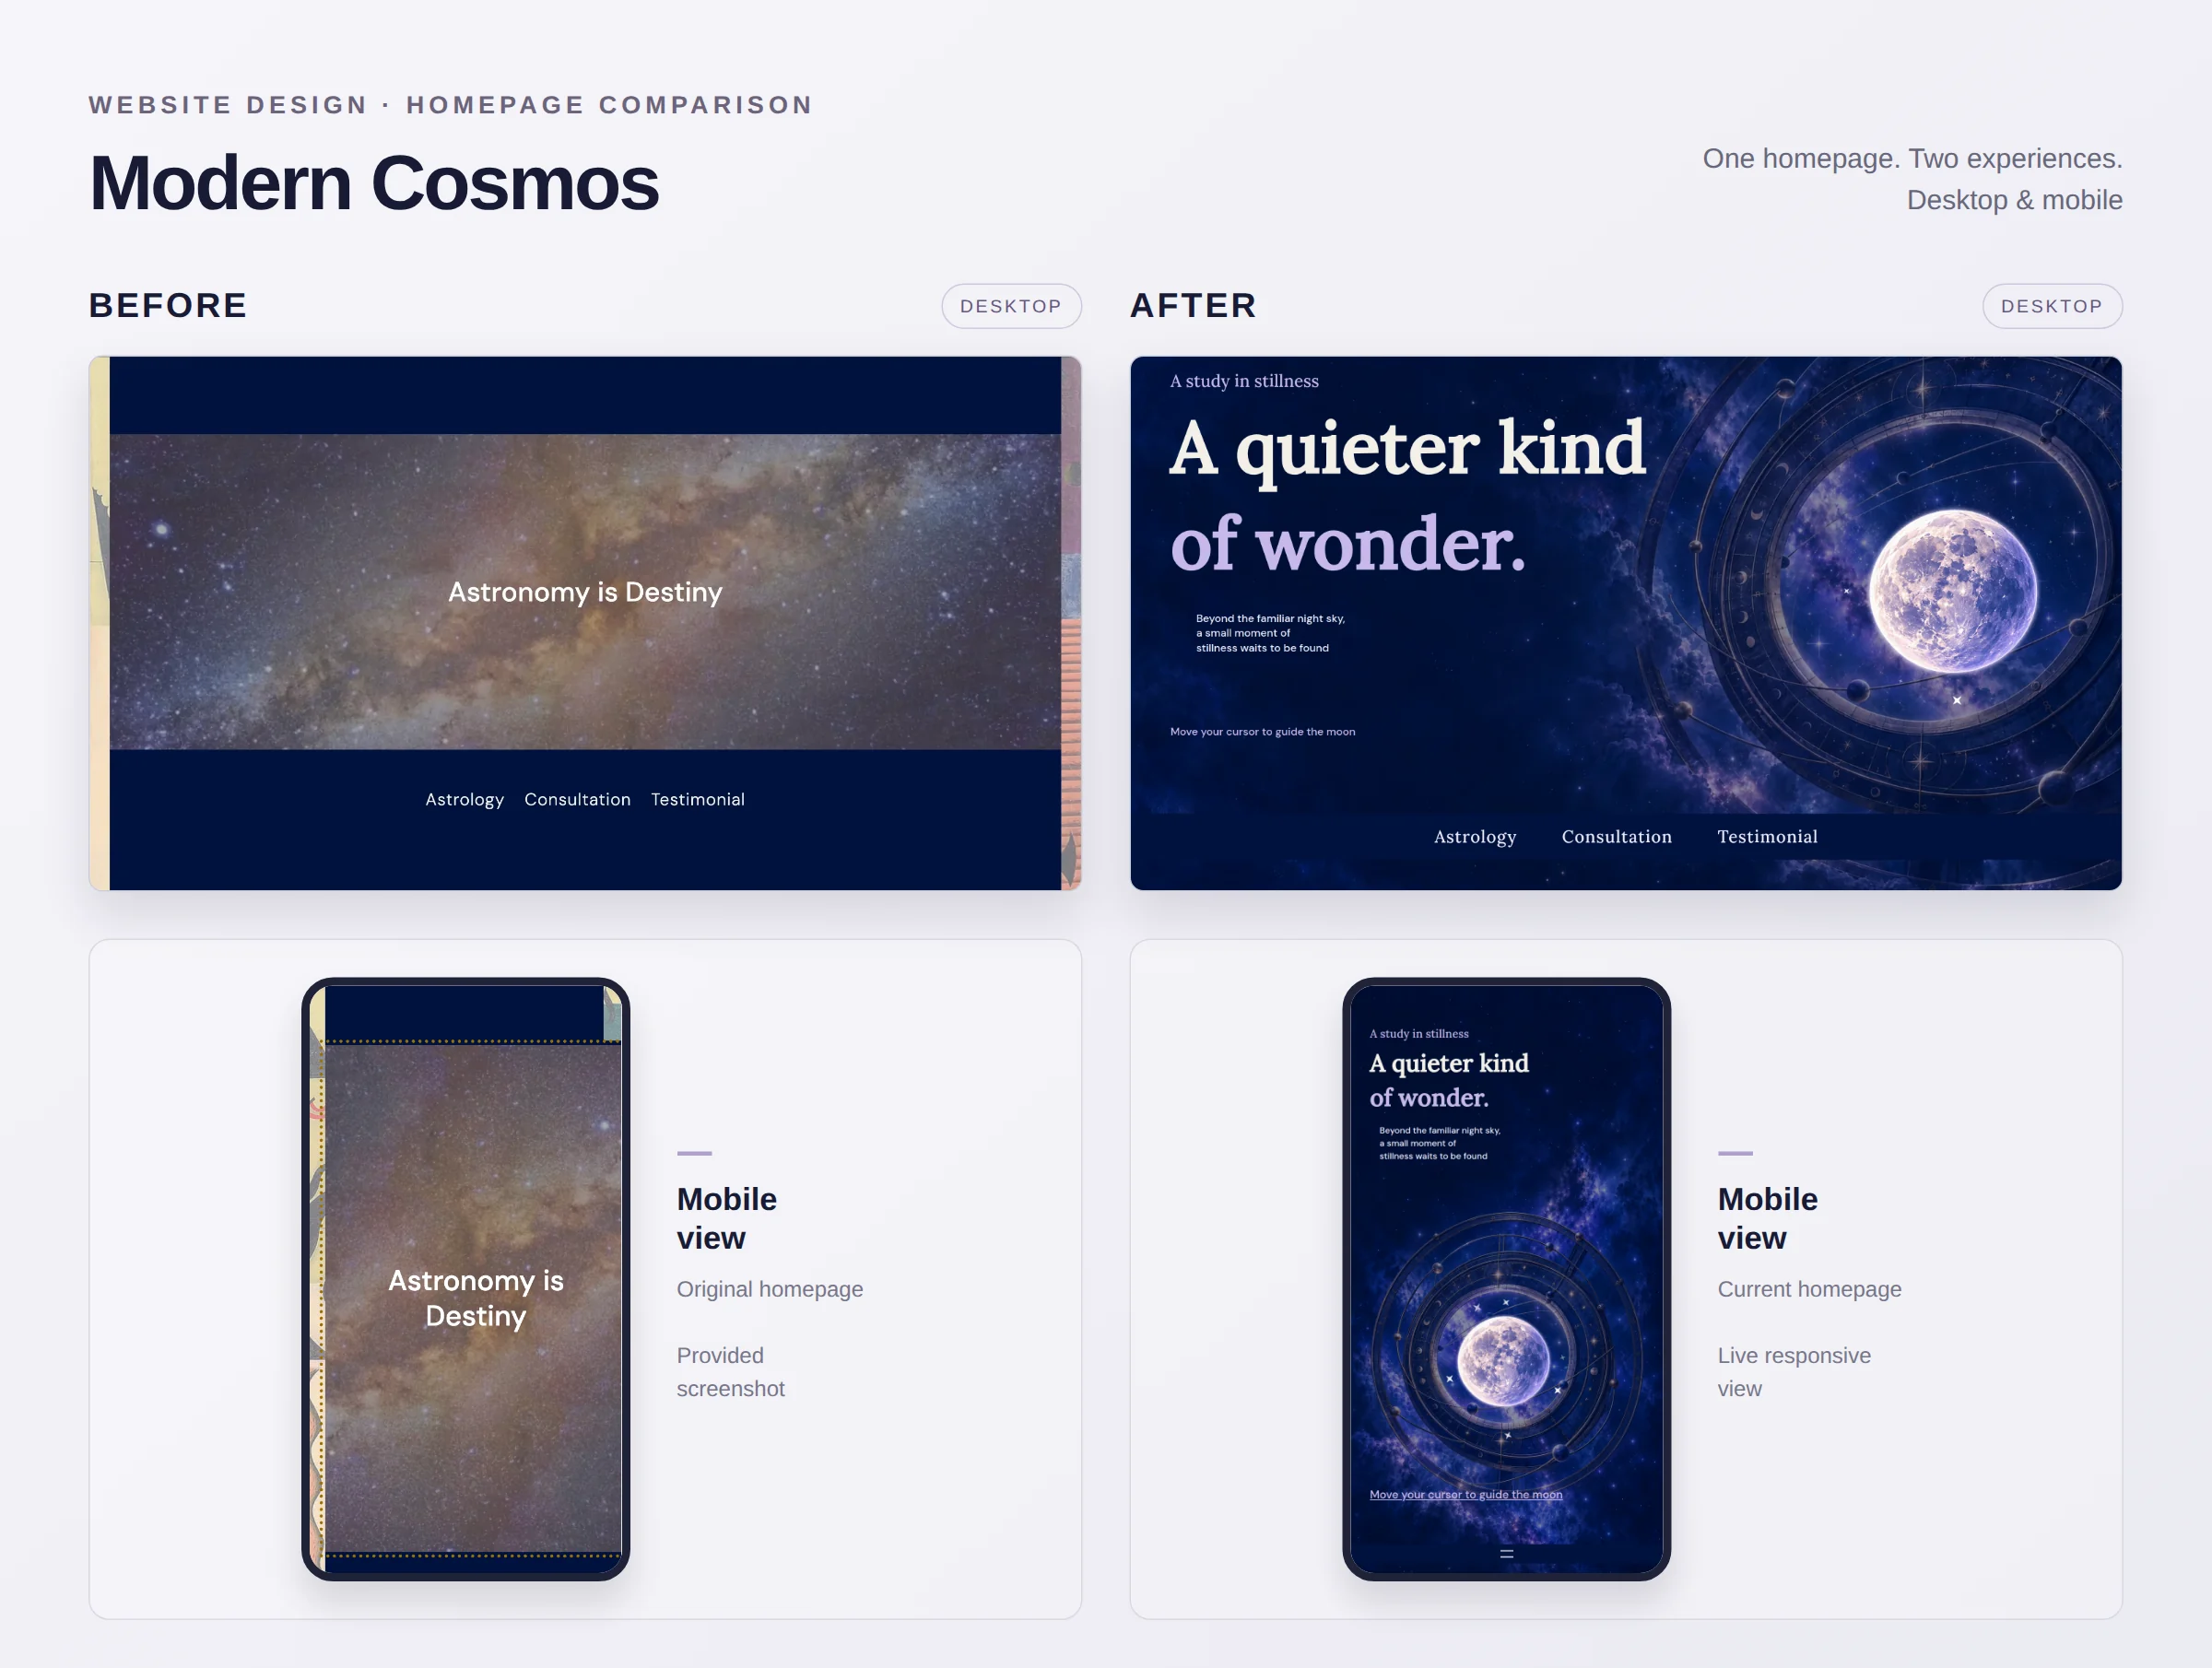 WEBSITE DESIGN · HOMEPAGE COMPARISON
Modern Cosmos
One homepage. Two experiences.
Desktop & mobile
BEFORE
DESKTOP
AFTER
DESKTOP
Astronomy is Destiny
Astrology Consultation Testimonial
A study in stillness
A quieter kind
of wonder.
Beyond the familiar night sky,
a small moment of
stillness waits to be found
Move your cursor to guide the moon
Astrology Consultation Testimonial
Astronomy is
Destiny
Mobile
view
Original homepage
Provided
screenshot
A study in stillness
A quieter kind
of wonder.
Beyond the familiar night sky,
a small moment of
stillness waits to be found
Move your cursor to guide the moon
Mobile
view
Current homepage
Live responsive
view